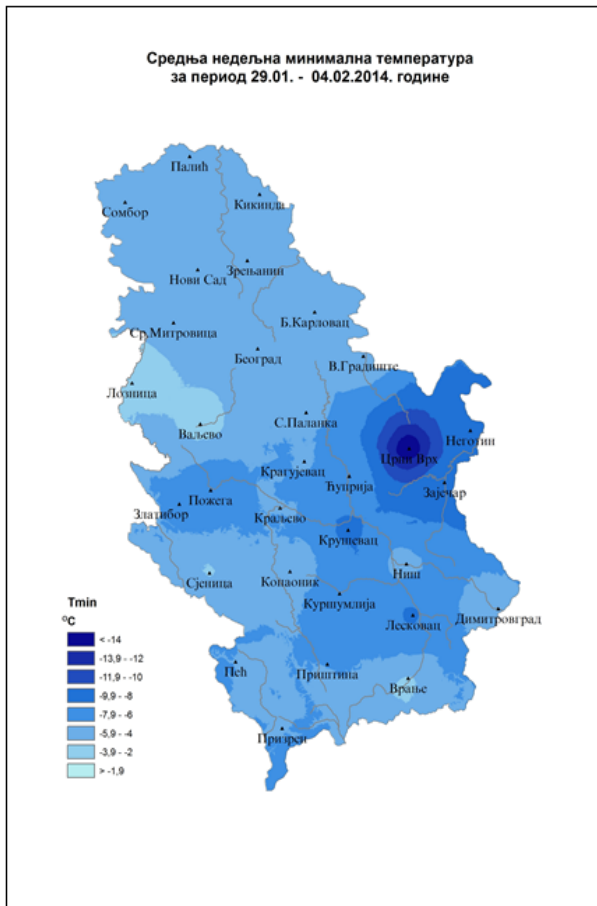 Средња недељна минимална температура
за период 29.01. - 04.02.2014. године
Палић
Сомбор
Кикинда
Зрењанин
Нови Сад
Б.Карловац
Ср.Митровица
Београд
В.Градиште
Лозница
Ваљево
С.Паланка
Неготин
Црни Врх
Крагујевац
Ћуприја
Зајечар
Пожега
Златибор
Краљево
Крушевац
Ниш
Сјеница
Копаоник
Куршумлија
Лесковац
Димитровград
Пећ
Приштина
Врање
Призрен
Tmin
°C
< -14
-13,9 - -12
-11,9 - -10
-9,9 - -8
-7,9 - -6
-5,9 - -4
-3,9 - -2
> -1,9